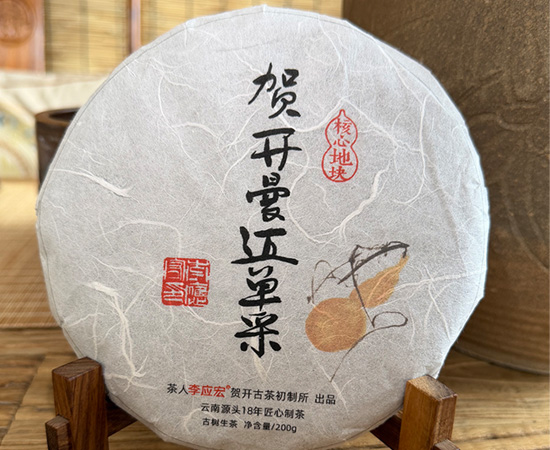 贺开曼迈单采
核心地块
茶人李应宏®贺开古茶初制所 出品
云南源头18年匠心制茶
古树生茶 净含量/200g